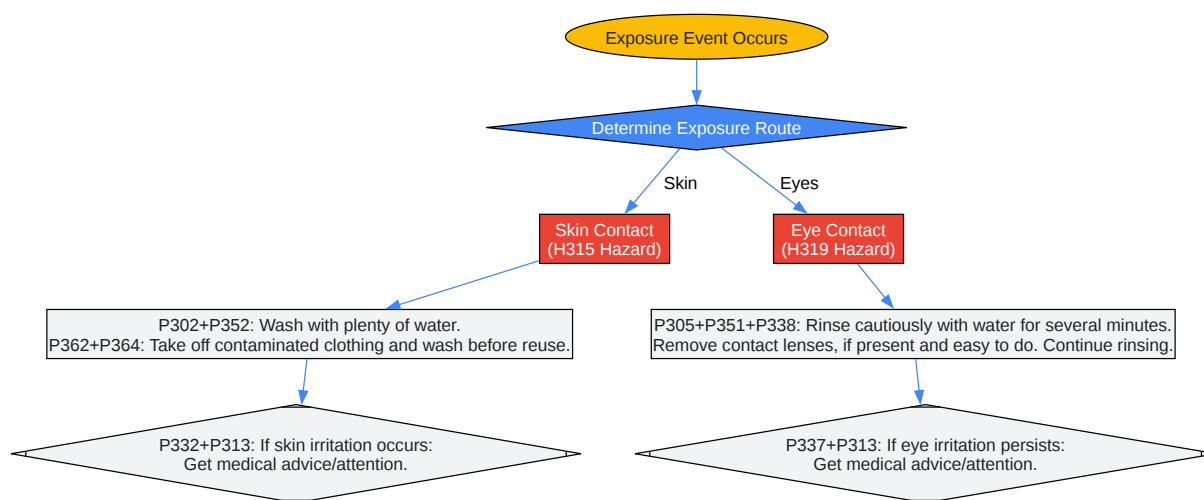 Exposure Event Occurs
Determine Exposure Route
Skin
Eyes
Skin Contact
(H315 Hazard)
Eye Contact
(H319 Hazard)
P302+P352: Wash with plenty of water.
P362+P364: Take off contaminated clothing and wash before reuse.
P305+P351+P338: Rinse cautiously with water for several minutes.
Remove contact lenses, if present and easy to do. Continue rinsing.
P332+P313: If skin irritation occurs:
Get medical advice/attention.
P337+P313: If eye irritation persists:
Get medical advice/attention.